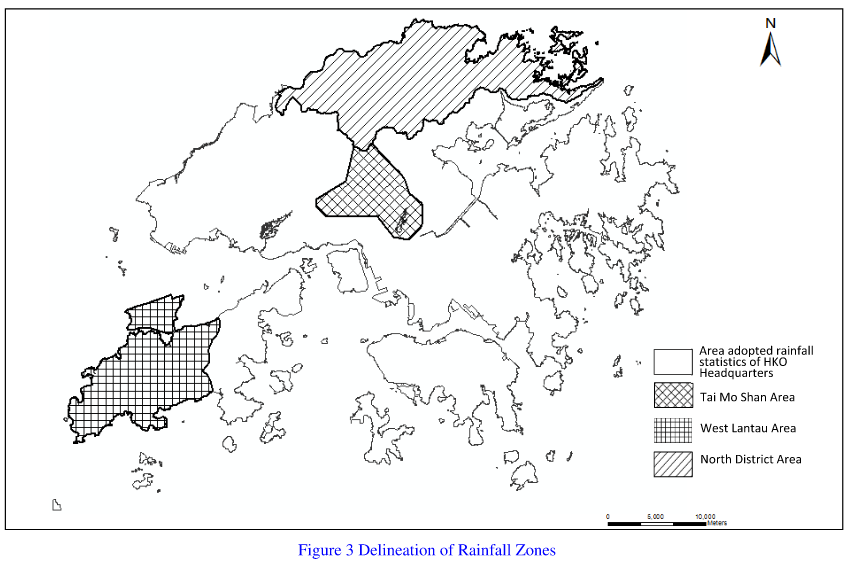 N
Area adopted rainfall
statistics of HKO
Headquarters
Tai Mo Shan Area
West Lantau Area
North District Area
0 5,000 10,000
Meters
Figure 3 Delineation of Rainfall Zones